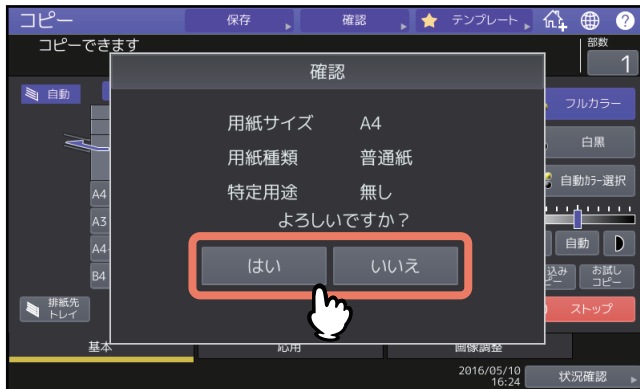 コピー
保存
確認
テンプレート
?
コピーできます
部数
1
確認
自動
用紙サイズ A4
用紙種類 普通紙
特定用途 無し
よろしいですか?
はい いいえ
フルカラー
白黒
自動カラー選択
自動
A4
A3
A4
B4
お試し
コピー
排紙先
トレイ
ストップ
基本
応用
画像調整
2016/05/10
16:24
状況確認